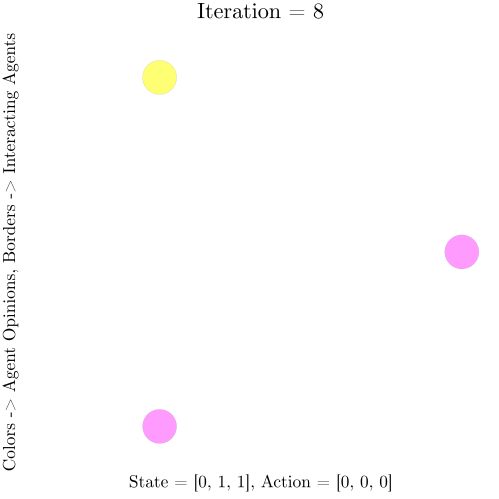 Iteration = 8
Colors -> Agent Opinions, Borders -> Interacting Agents
State = [0, 1, 1], Action = [0, 0, 0]